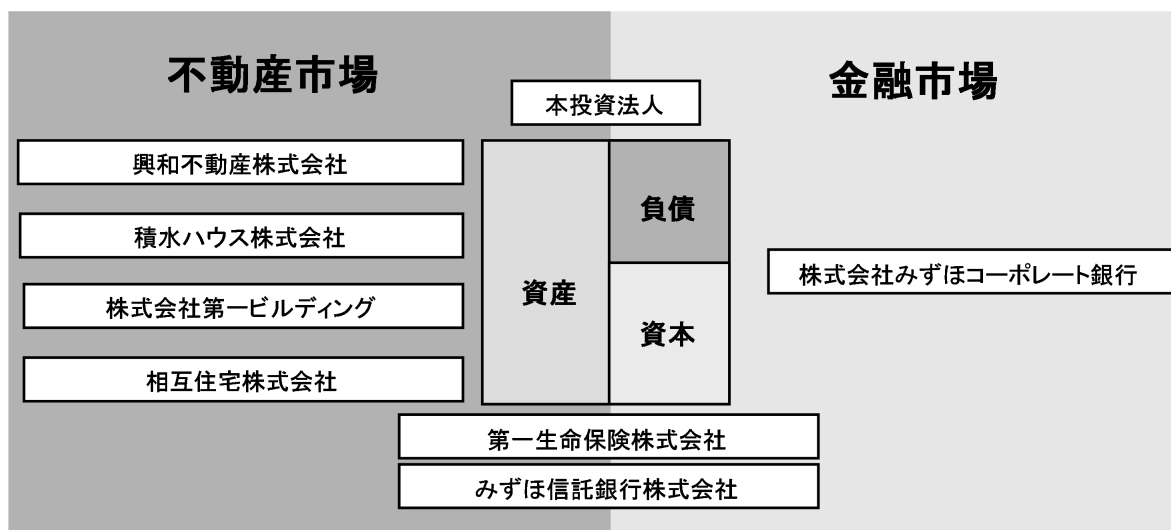 不動産市場
金融市場
本投資法人
興和不動産株式会社
積水ハウス株式会社
株式会社第一ビルディング
相互住宅株式会社
資産
負債
資本
株式会社みずほコーポレート銀行
第一生命保険株式会社
みずほ信託銀行株式会社